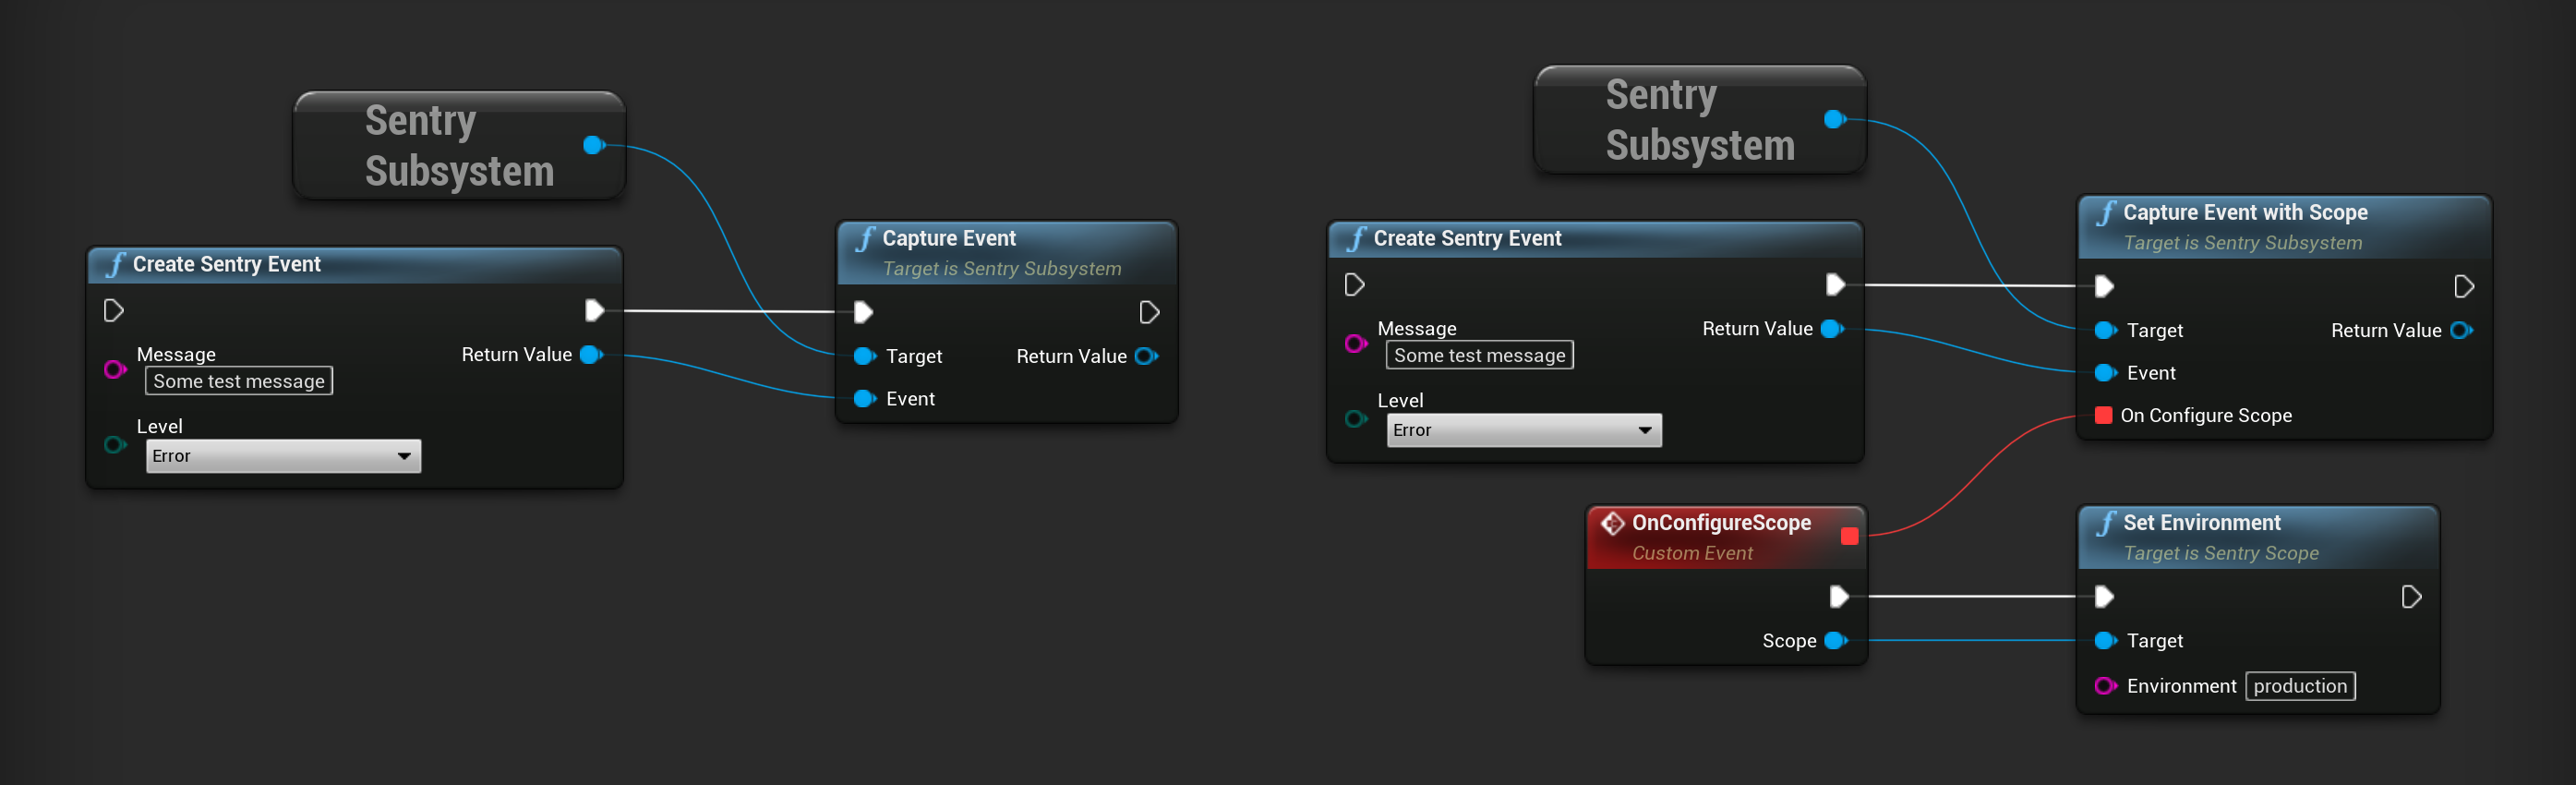 Sentry
Subsystem
Create Sentry Event
Message
Some test message
Return Value
Level
Error
Capture Event
Target is Sentry Subsystem
Target
Return Value
Event
Sentry
Subsystem
Create Sentry Event
Message
Some test message
Return Value
Level
Error
Capture Event with Scope
Target is Sentry Subsystem
Target
Return Value
Event
On Configure Scope
OnConfigureScope
Custom Event
Scope
Set Environment
Target is Sentry Scope
Target
Environment production